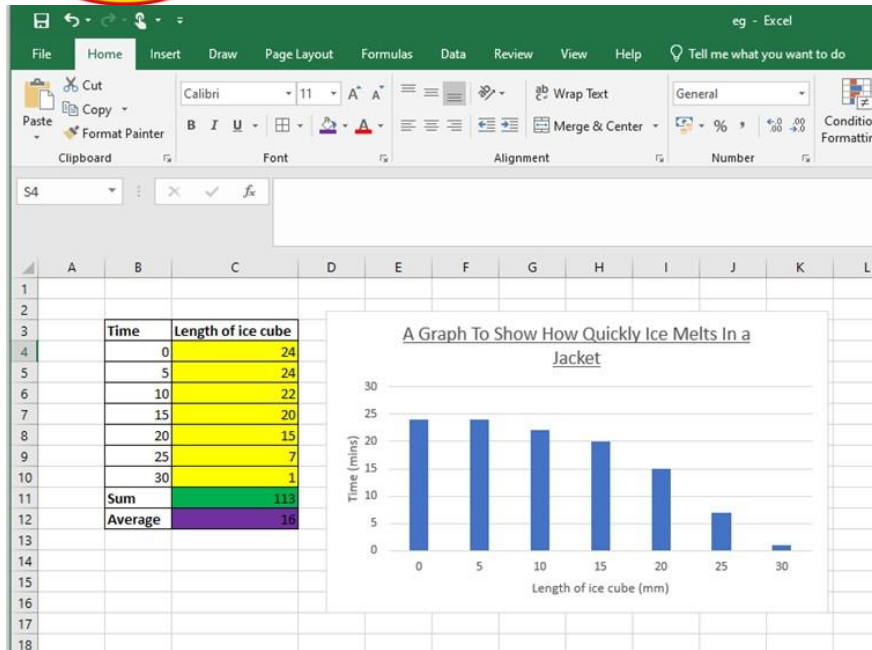 eg - Excel
File Home Insert Draw Page Layout Formulas Data Review View Help Tell me what you want to do
Paste
Cut
Copy
Format Painter
Clipboard
Calibri 11 A A
B I U A
Font
ab Wrap Text
Merge & Center
Alignment
General
% , .00 .00
Number
Conditio
Formattin
S4 fx
A B C D E F G H I J K L
1
2
3 Time Length of ice cube
4 0 24
5 5 24
6 10 22
7 15 20
8 20 15
9 25 7
10 30 1
11 Sum 113
12 Average 16
13
14
15
16
17
18
A Graph To Show How Quickly Ice Melts In a
Jacket
30
25
20
15
10
5
0
Time (mins)
0 5 10 15 20 25 30
Length of ice cube (mm)